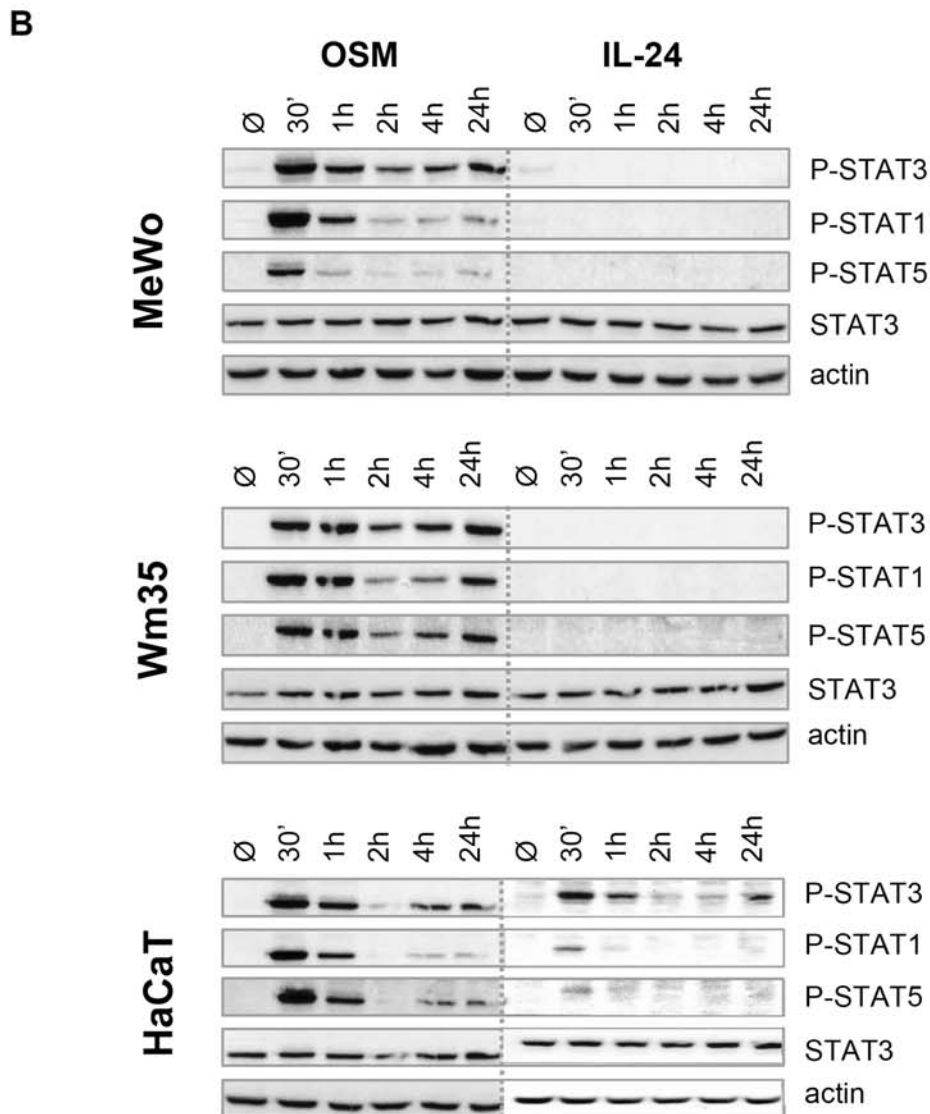 B
OSM IL-24
Ø 30’ 1h 2h 4h 24h Ø 30’ 1h 2h 4h 24h
MeWo
P-STAT3
P-STAT1
P-STAT5
STAT3
actin
Ø 30’ 1h 2h 4h 24h Ø 30’ 1h 2h 4h 24h
Wm35
P-STAT3
P-STAT1
P-STAT5
STAT3
actin
Ø 30’ 1h 2h 4h 24h Ø 30’ 1h 2h 4h 24h
HaCaT
P-STAT3
P-STAT1
P-STAT5
STAT3
actin